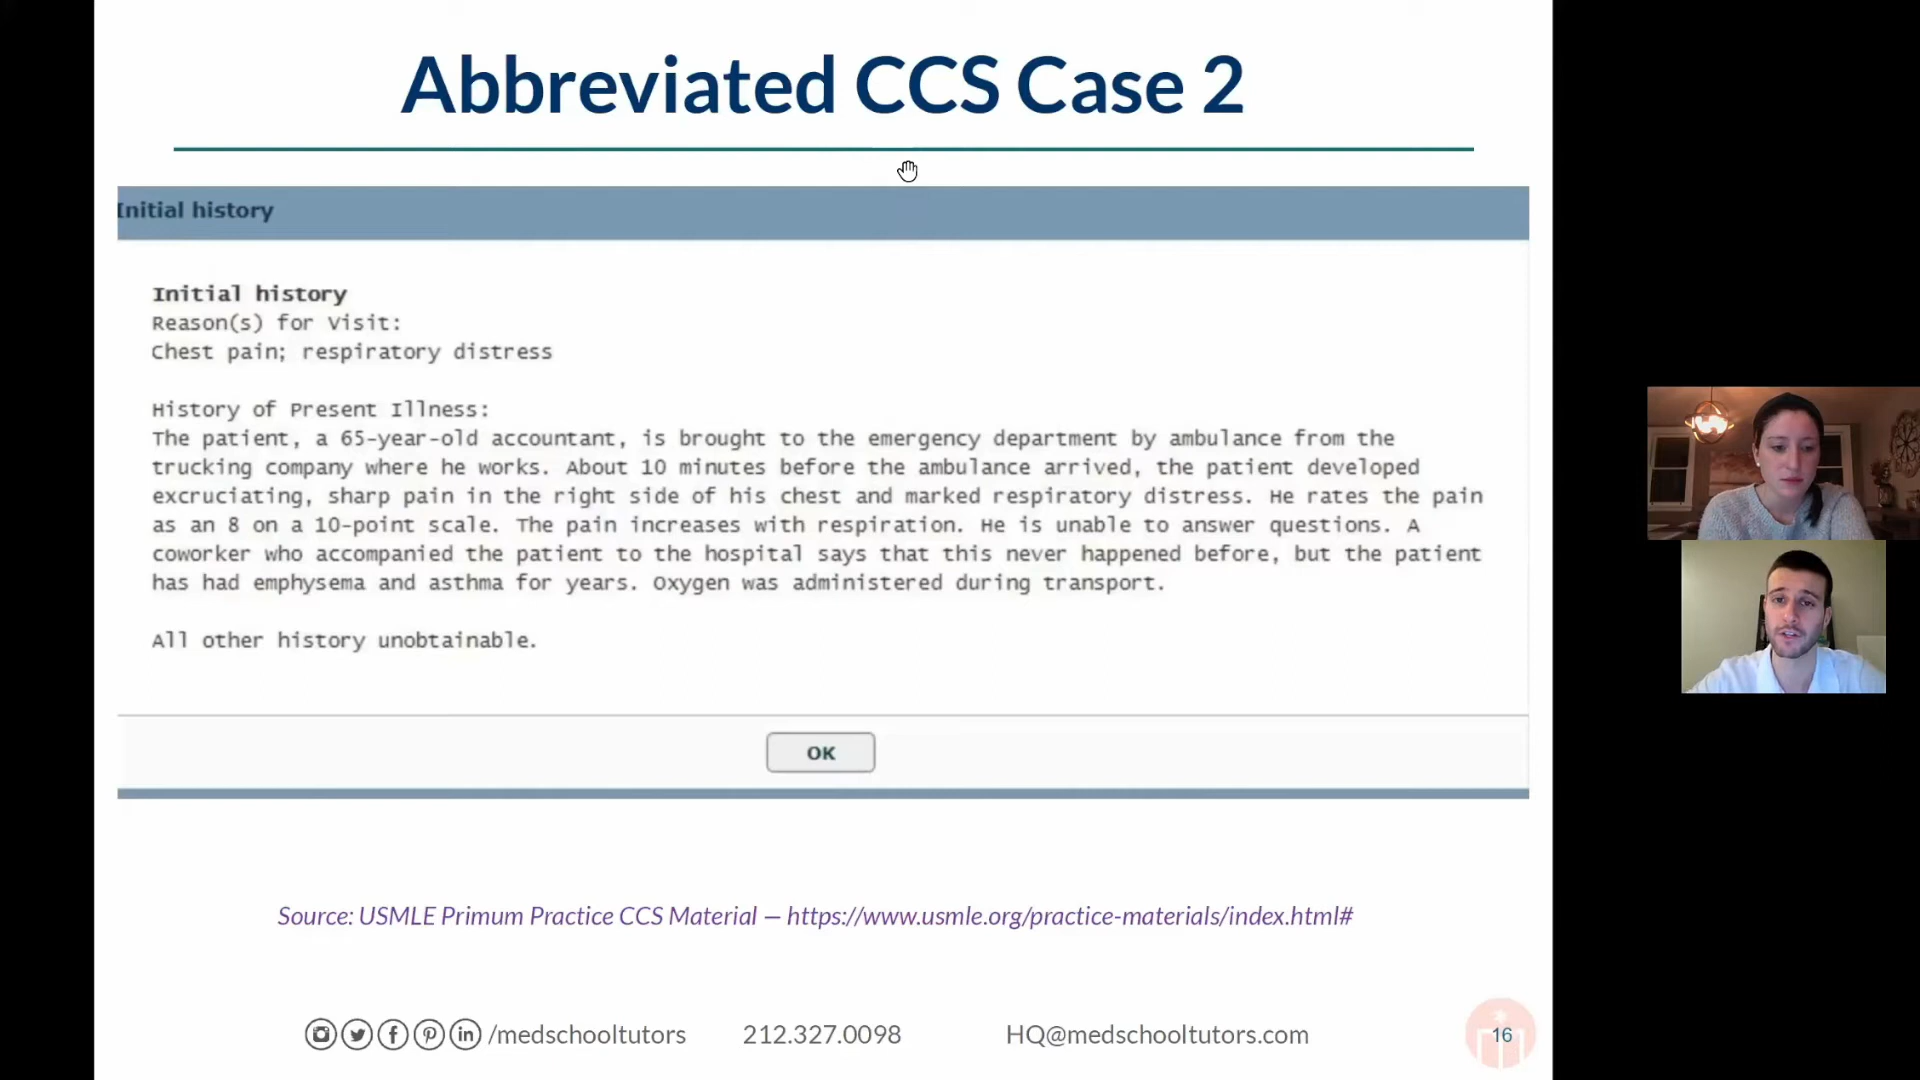 Abbreviated CCS Case 2
Initial history
Initial history
Reason(s) for Visit:
Chest pain; respiratory distress
History of Present Illness:
The patient, a 65-year-old accountant, is brought to the emergency department by ambulance from the
trucking company where he works. About 10 minutes before the ambulance arrived, the patient developed
excruciating, sharp pain in the right side of his chest and marked respiratory distress. He rates the pain
as an 8 on a 10-point scale. The pain increases with respiration. He is unable to answer questions. A
coworker who accompanied the patient to the hospital says that this never happened before, but the patient
has had emphysema and asthma for years. Oxygen was administered during transport.
All other history unobtainable.
OK
Source: USMLE Primum Practice CCS Material — https://www.usmle.org/practice-materials/index.html#
/medschooltutors 212.327.0098 HQ@medschooltutors.com 16